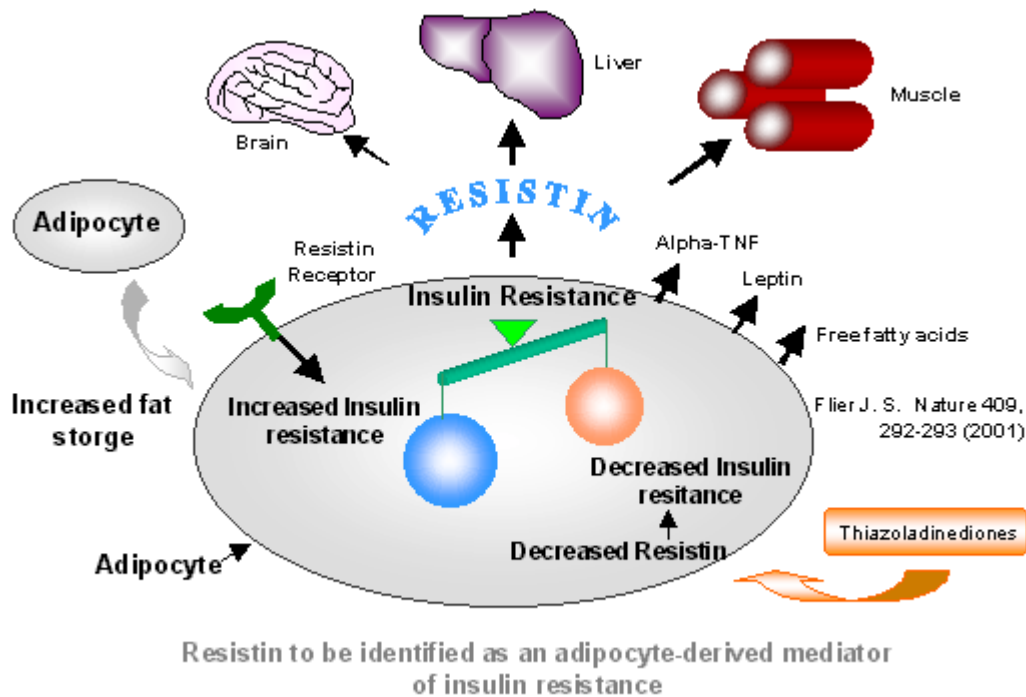 Liver
Muscle
Brain
RESISTIN
Adipocyte
Resistin
Receptor
Alpha-TNF
Leptin
Insulin Resistance
Free fatty acids
Increased fat
storge
Increased Insulin
resistance
Flier J. S. Nature 409,
292-293 (2001)
Decreased Insulin
resitance
Decreased Resistin
Thiazoladinediones
Adipocyte
Resistin to be identified as an adipocyte-derived mediator
of insulin resistance